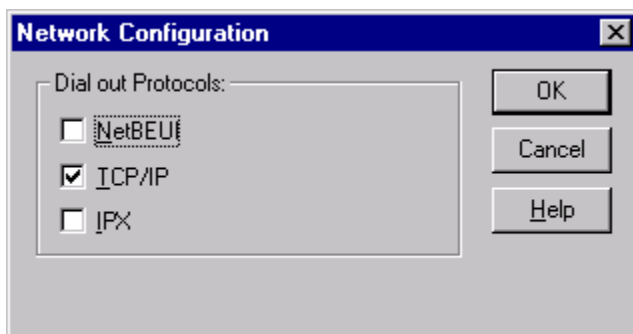 Network Configuration
Dial out Protocols:
NetBEUI
TCP/IP
IPX
OK
Cancel
Help